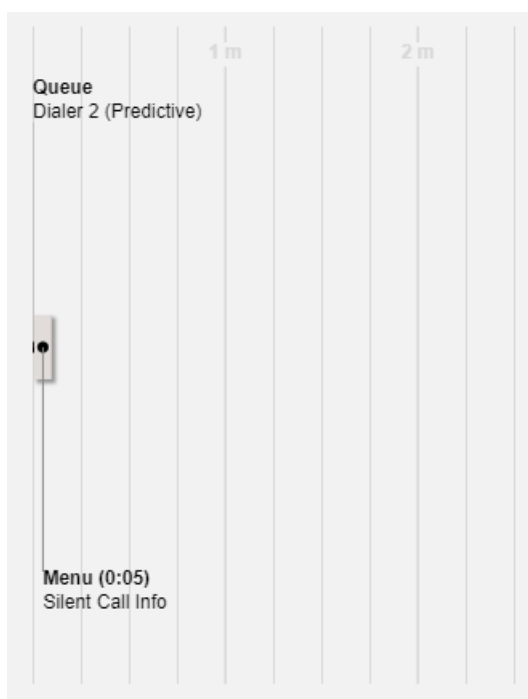 1 m
2 m
Queue
Dialer 2 (Predictive)
Menu (0:05)
Silent Call Info